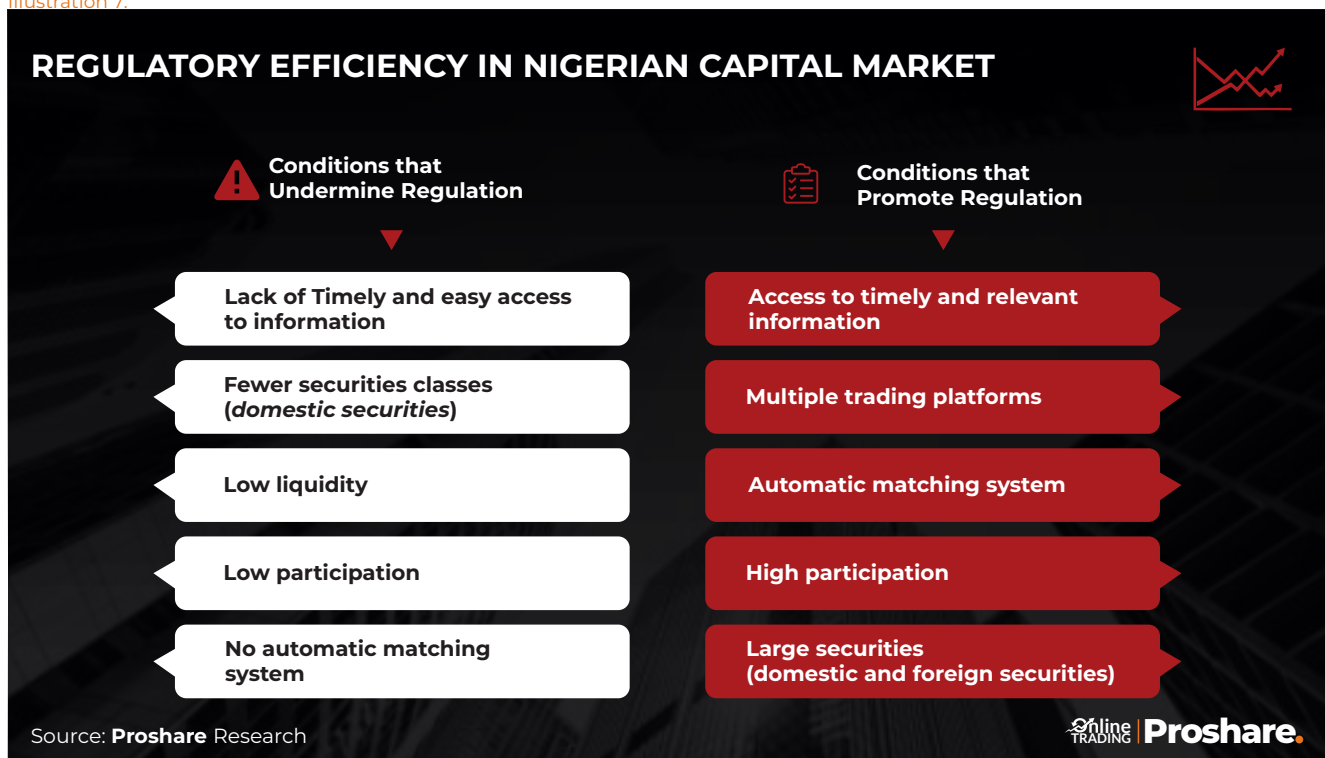 Illustration 7:
REGULATORY EFFICIENCY IN NIGERIAN CAPITAL MARKET
Conditions that
Undermine Regulation
Lack of Timely and easy access
to information
Fewer securities classes
(domestic securities)
Low liquidity
Low participation
No automatic matching
system
Conditions that
Promote Regulation
Access to timely and relevant
information
Multiple trading platforms
Automatic matching system
High participation
Large securities
(domestic and foreign securities)
Source: Proshare Research
Online
TRADING
Proshare.